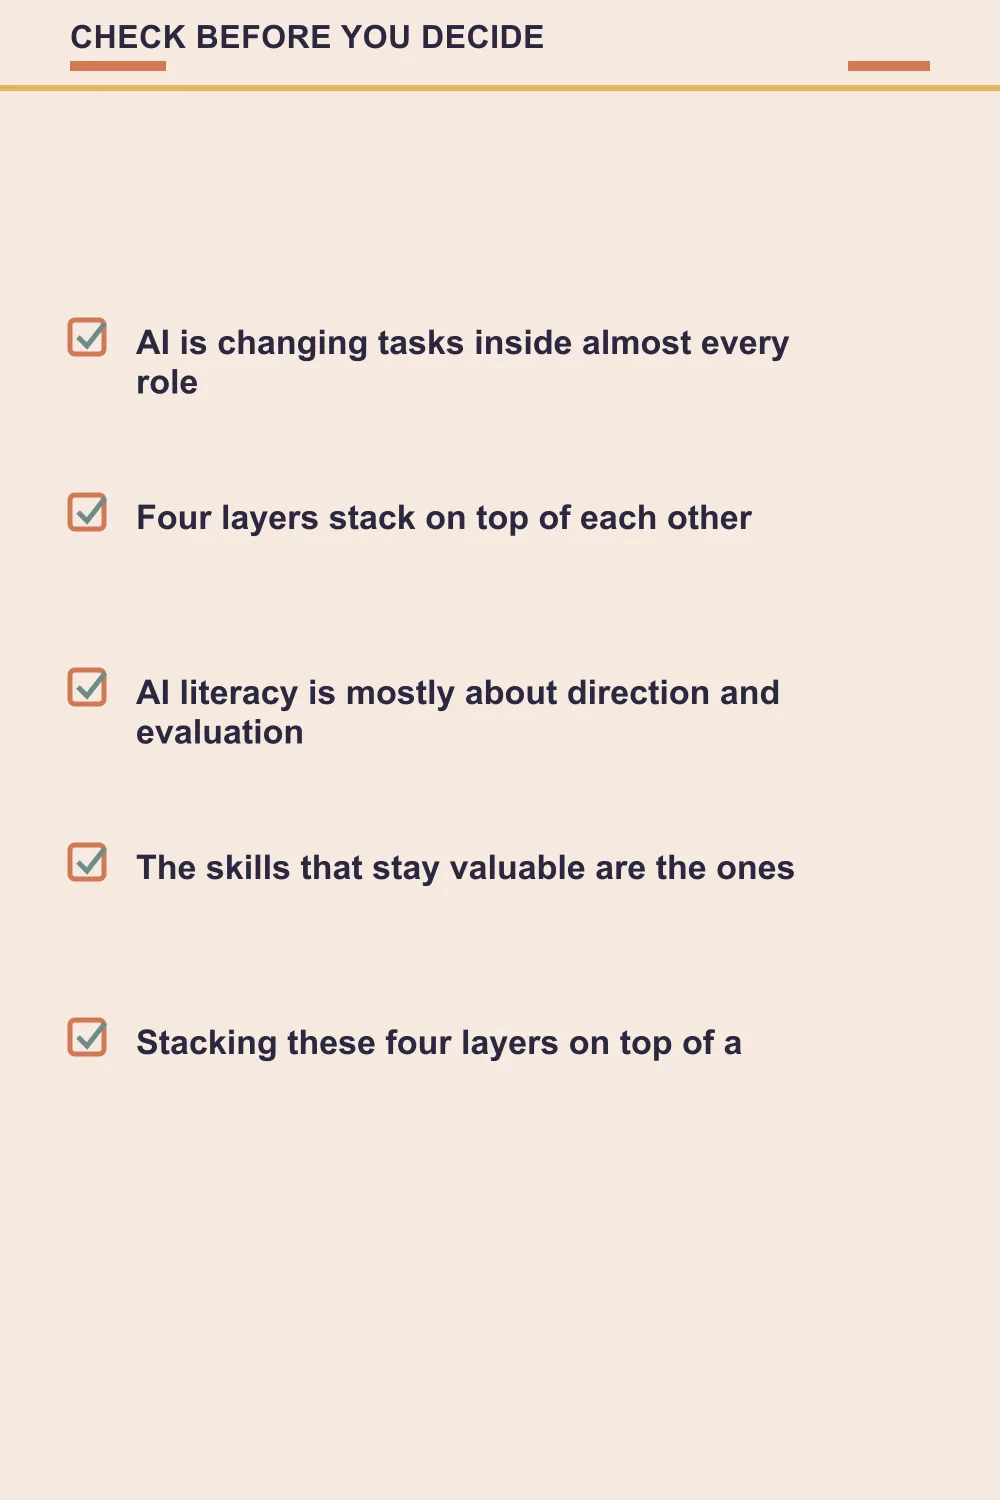 CHECK BEFORE YOU DECIDE
AI is changing tasks inside almost every
role
Four layers stack on top of each other
AI literacy is mostly about direction and
evaluation
The skills that stay valuable are the ones
Stacking these four layers on top of a